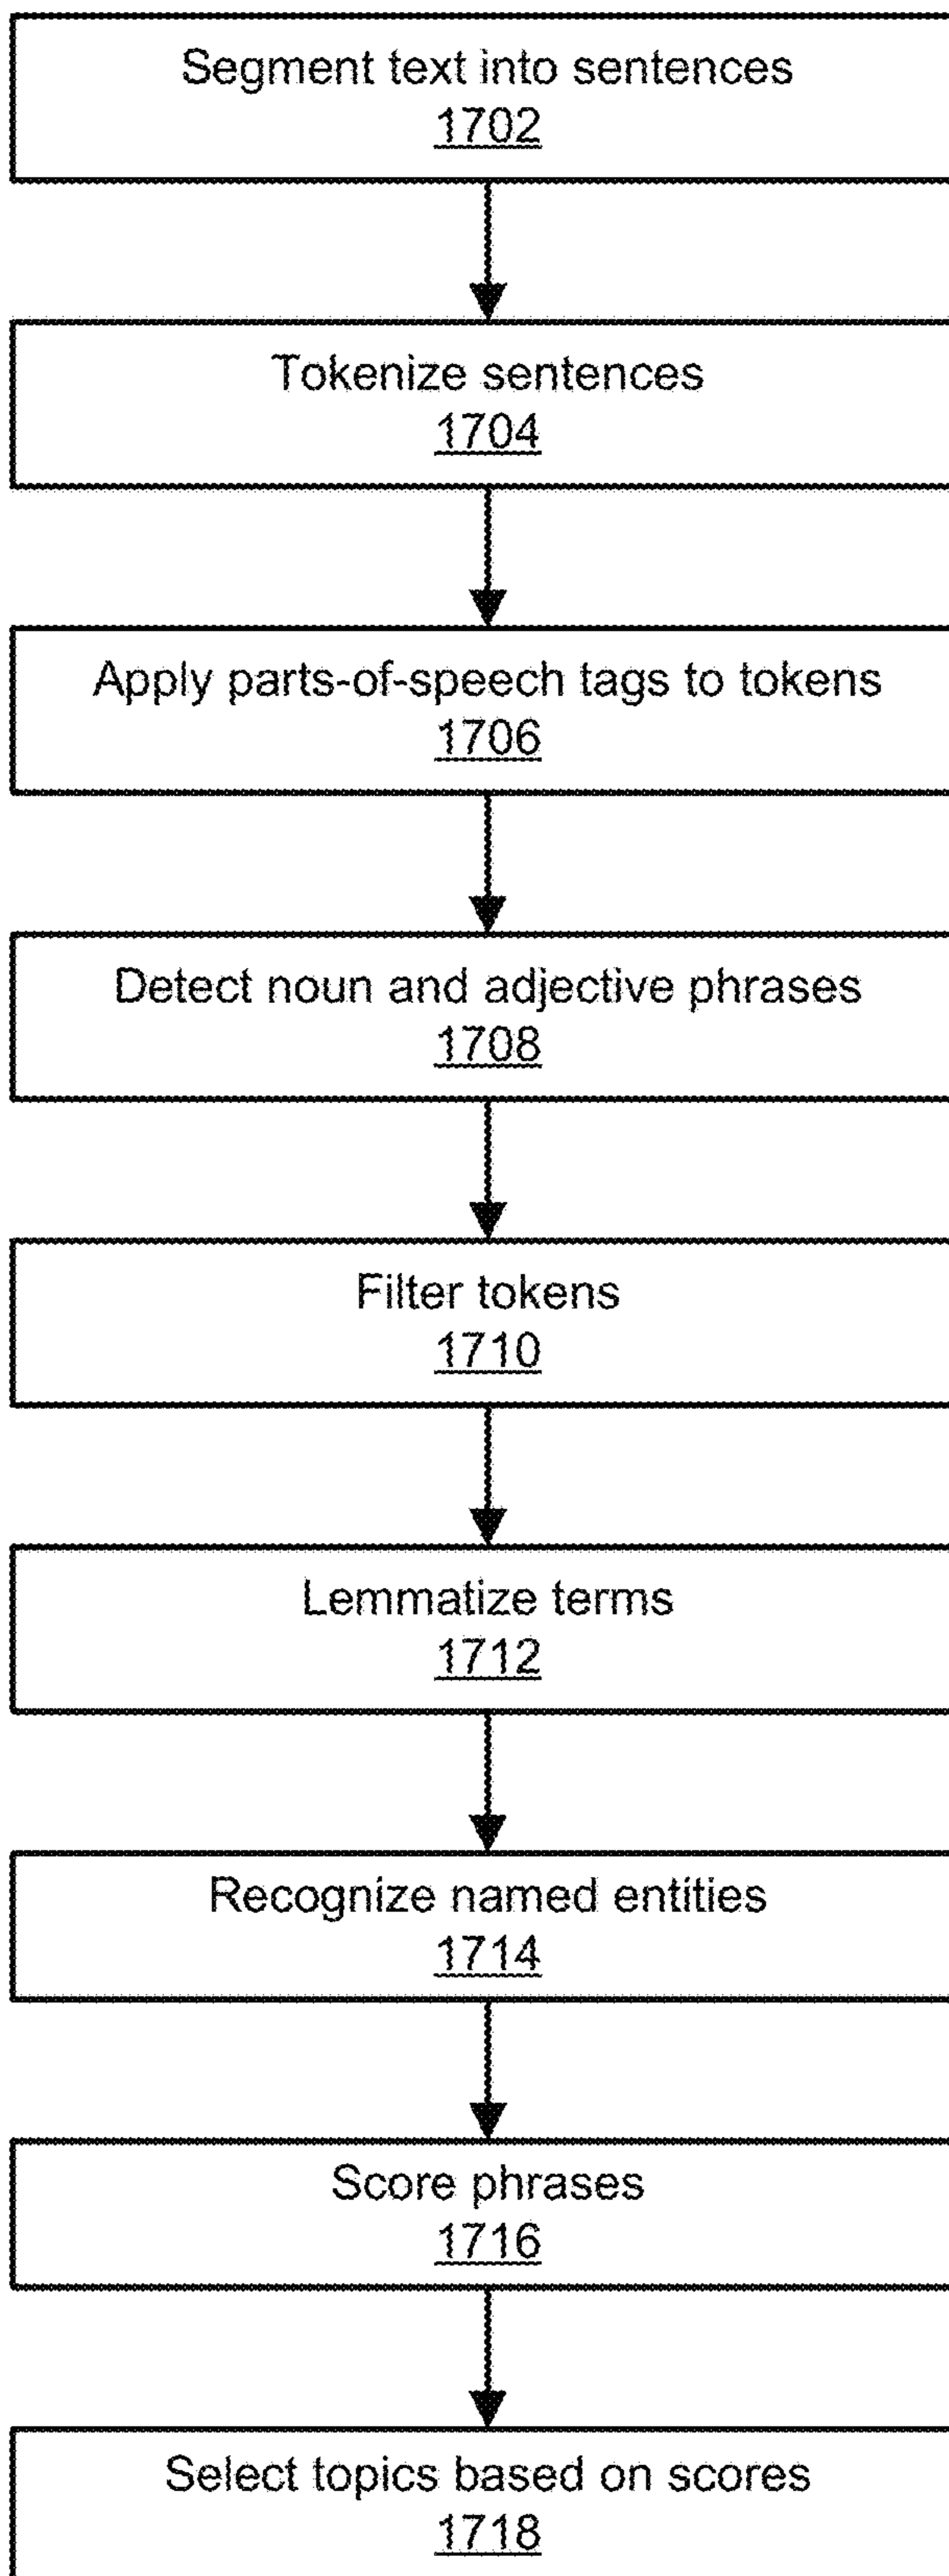 Segment text into sentences
1702
Tokenize sentences
1704
Apply parts-of-speech tags to tokens
1706
Detect noun and adjective phrases
1708
Filter tokens
1710
Lemmatize terms
1712
Recognize named entities
1714
Score phrases
1716
Select topics based on scores
1718